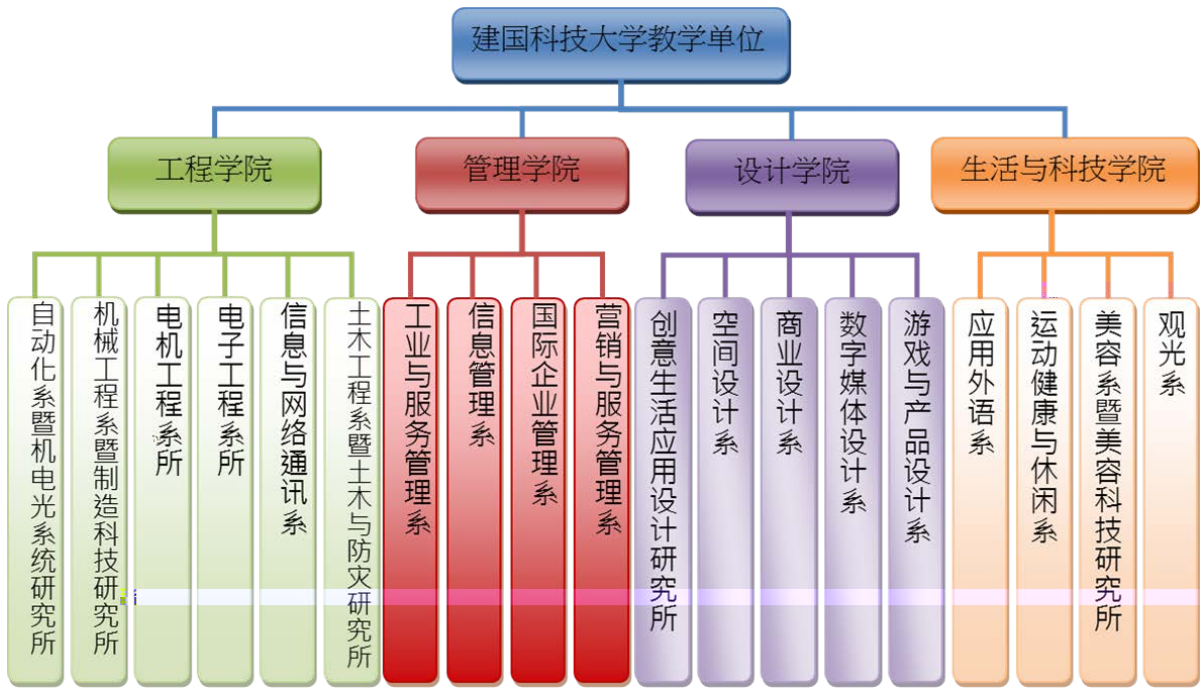 建国科技大学教学单位
工程学院
管理学院
设计学院
生活与科技学院
自动化系暨机电光系统研究所
机械工程系暨制造科技研究所
电机工程系所
电子工程系所
信息与网络通讯系
土木工程系暨土木与防灾研究所
工业与服务管理系
信息管理系
国际企业管理系
营销与服务管理系
创意生活应用设计研究所
空间设计系
商业设计系
数字媒体设计系
游戏与产品设计系
应用外语系
运动健康与休闲系
美容系暨美容科技研究所
观光系